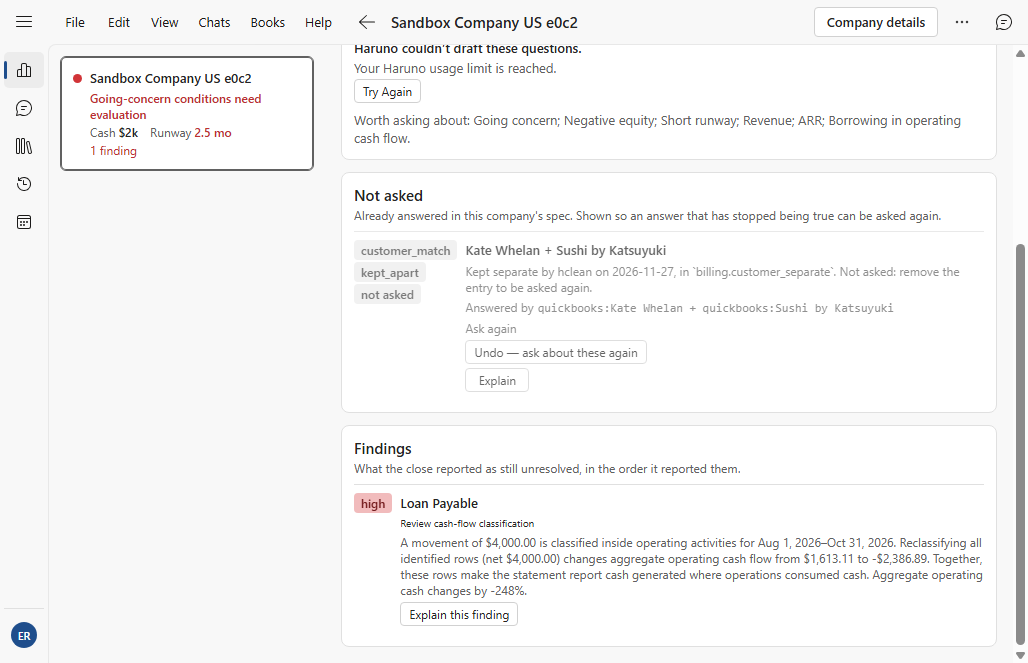 File Edit View Chats Books Help Sandbox Company US e0c2 Company details
Sandbox Company US e0c2
Going-concern conditions need
evaluation
Cash $2k Runway 2.5 mo
1 finding
ER
Haruno couldn't draft these questions.
Your Haruno usage limit is reached.
Try Again
Worth asking about: Going concern; Negative equity; Short runway; Revenue; ARR; Borrowing in operating
cash flow.
Not asked
Already answered in this company's spec. Shown so an answer that has stopped being true can be asked again.
customer_match
kept_apart
not asked
Kate Whelan + Sushi by Katsuyuki
Kept separate by hclean on 2026-11-27, in `billing.customer_separate`. Not asked: remove the
entry to be asked again.
Answered by quickbooks:Kate Whelan + quickbooks:Sushi by Katsuyuki
Ask again
Undo — ask about these again
Explain
Findings
What the close reported as still unresolved, in the order it reported them.
high Loan Payable
Review cash-flow classification
A movement of $4,000.00 is classified inside operating activities for Aug 1, 2026–Oct 31, 2026. Reclassifying all
identified rows (net $4,000.00) changes aggregate operating cash flow from $1,613.11 to -$2,386.89. Together,
these rows make the statement report cash generated where operations consumed cash. Aggregate operating
cash changes by -248%.
Explain this finding